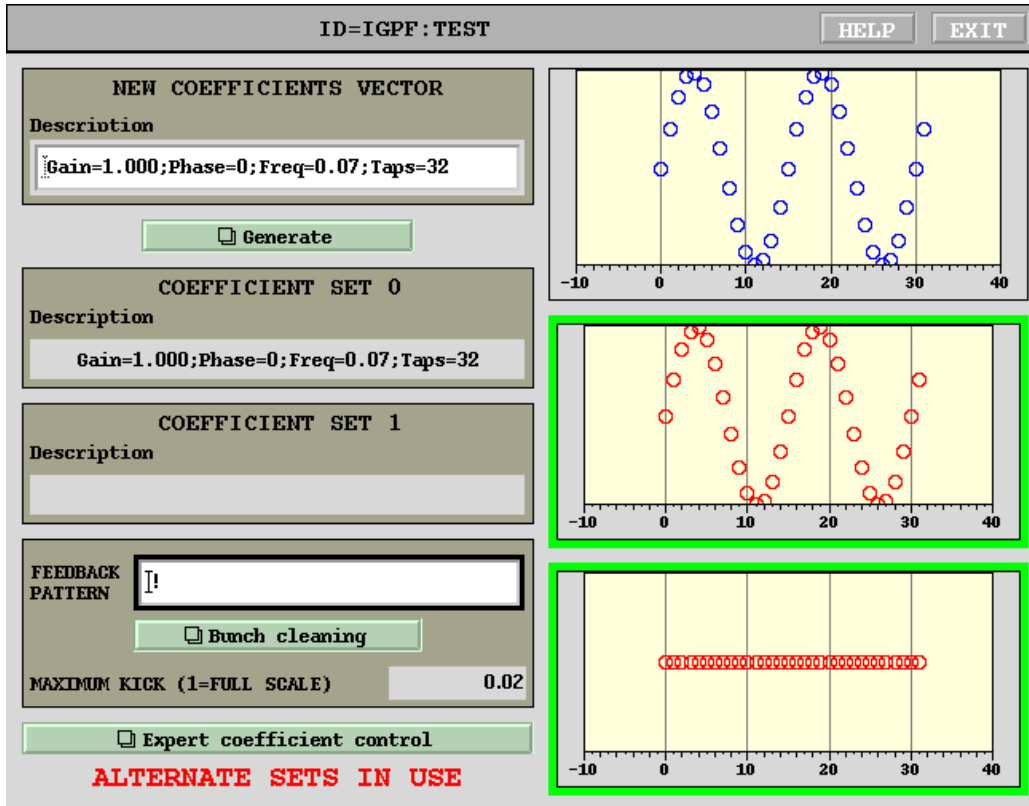 ID=IGPF:TEST
HELP
EXIT
NEW COEFFICIENTS VECTOR
Description
Gain=1.000;Phase=0;Freq=0.07;Taps=32
Generate
COEFFICIENT SET 0
Description
Gain=1.000;Phase=0;Freq=0.07;Taps=32
COEFFICIENT SET 1
Description
FEEDBACK
PATTERN
!
Bunch cleaning
MAXIMUM KICK (1=FULL SCALE)
0.02
Expert coefficient control
ALTERNATE SETS IN USE
-10 0 10 20 30 40
-10 0 10 20 30 40
-10 0 10 20 30 40